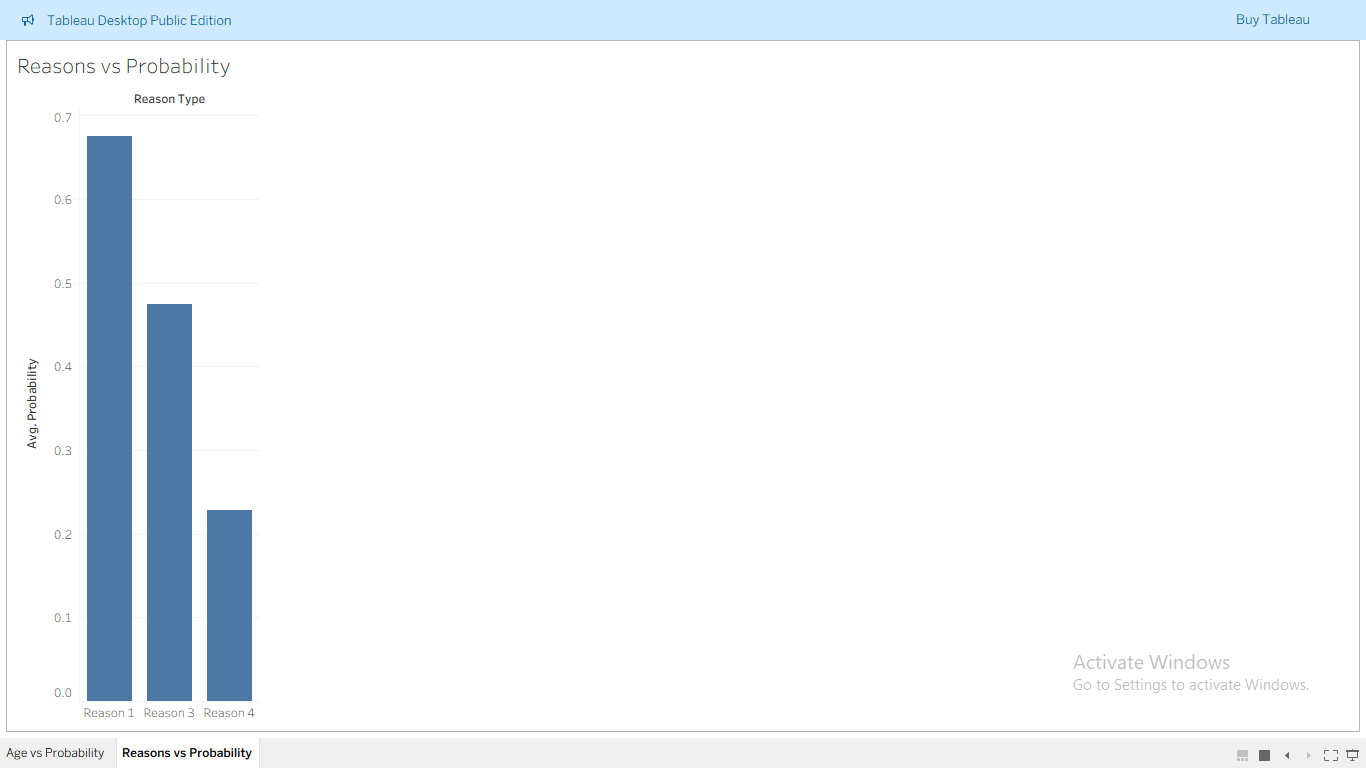 Tableau Desktop Public Edition
Buy Tableau
Reasons vs Probability
Reason Type
0.7
0.6
0.5
0.4
0.3
0.2
0.1
0.0
Avg. Probability
Reason 1 Reason 3 Reason 4
Activate Windows
Go to Settings to activate Windows.
Age vs Probability Reasons vs Probability